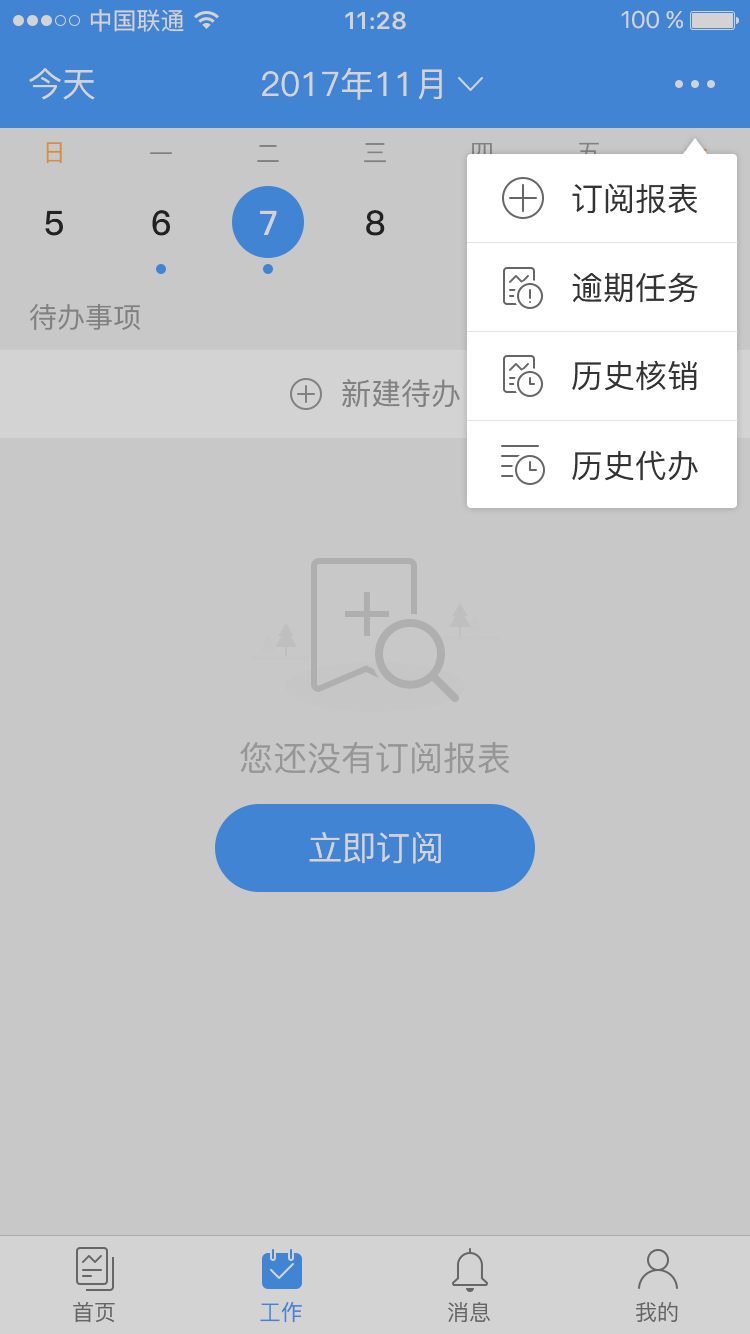 中国联通 11:28 100 %
今天 2017年11月
日 一 二 三 四 五
5 6 7 8
订阅报表
逾期任务
待办事项
历史核销
新建待办
历史代办
您还没有订阅报表
立即订阅
首页 工作 消息 我的